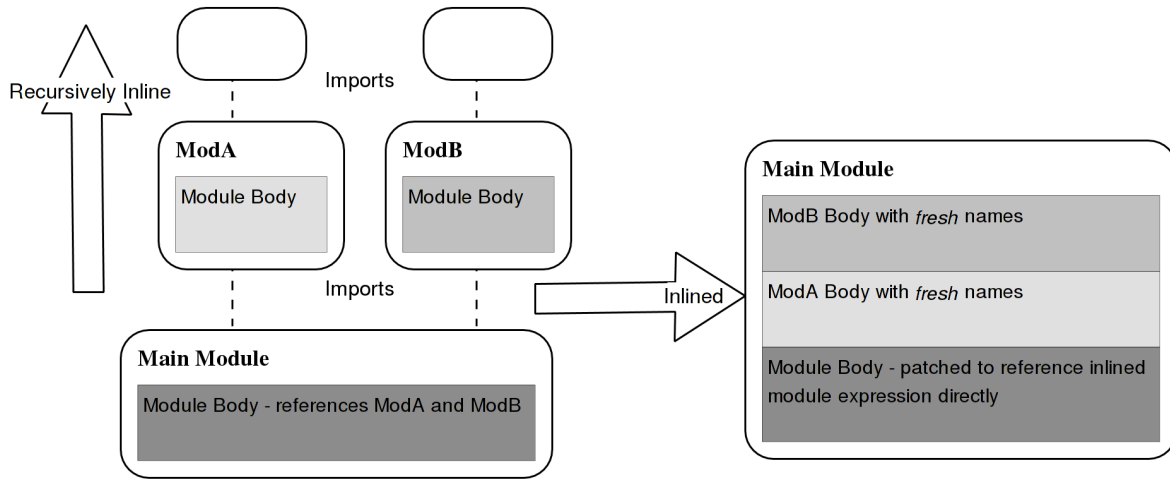 Imports
Recursively Inline
ModA
Module Body
ModB
Module Body
Imports
Main Module
Module Body - references ModA and ModB
Inlined
Main Module
ModB Body with fresh names
ModA Body with fresh names
Module Body - patched to reference inlined
module expression directly